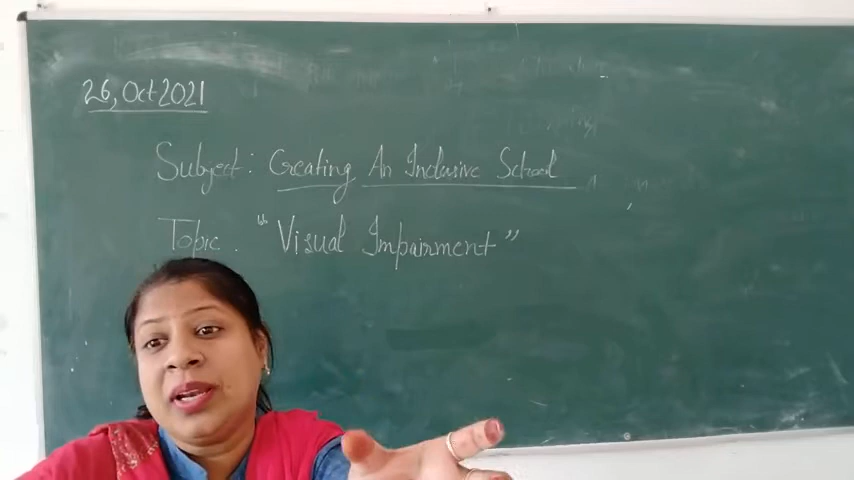 26, Oct 2021
Subject: Creating An Inclusive School
Topic. "Visual Impairment"